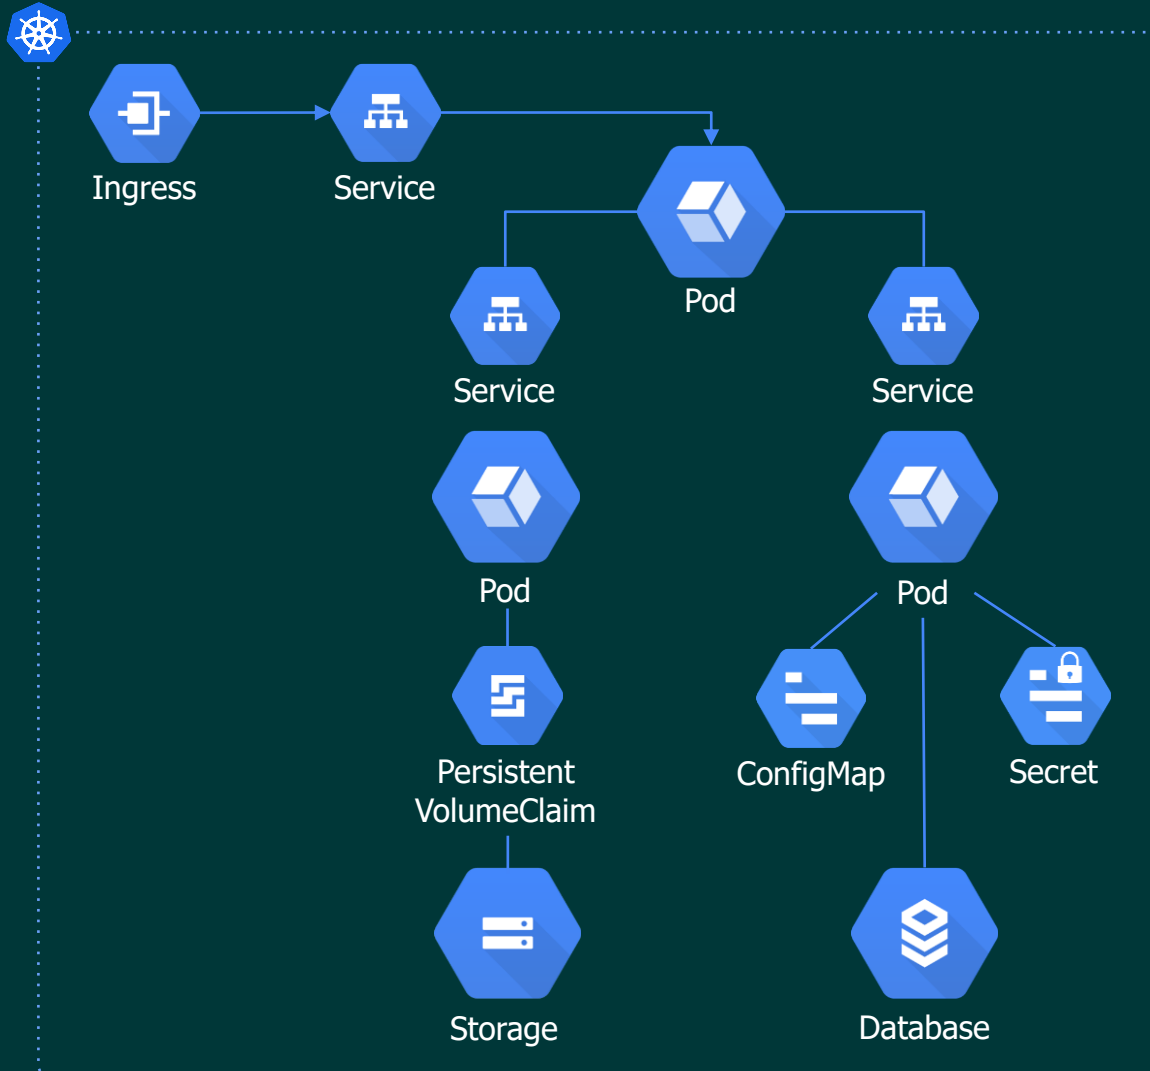 Ingress
Service
Pod
Service
Service
Pod
Pod
Persistent
VolumeClaim
ConfigMap
Secret
Storage
Database